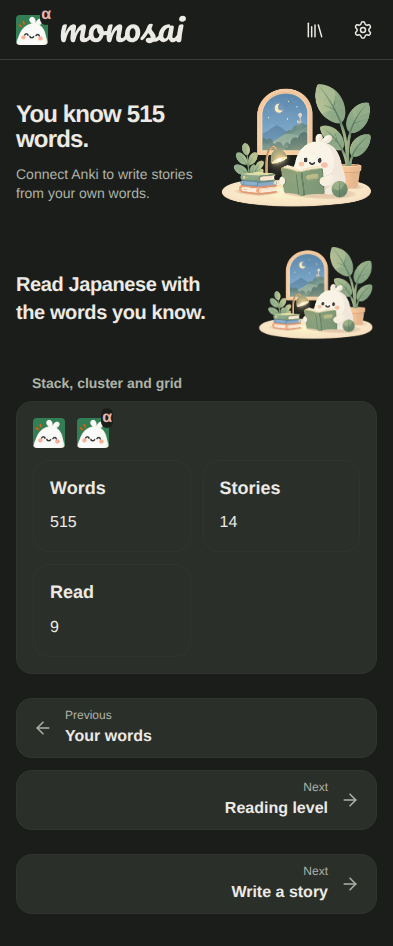 α
monosai
You know 515
words.
Connect Anki to write stories
from your own words.
Read Japanese with
the words you know.
Stack, cluster and grid
α
Words
515
Stories
14
Read
9
Previous
Your words
Next
Reading level
Next
Write a story